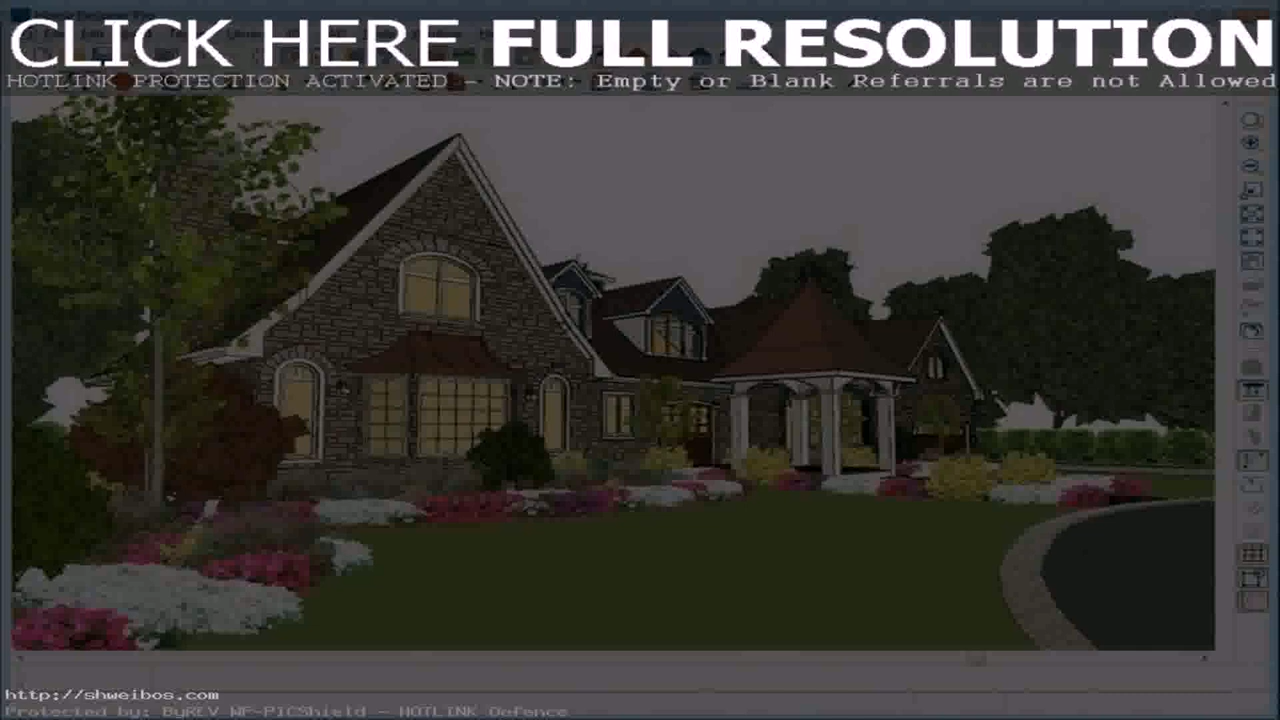 CLICK HERE FULL RESOLUTION
HOTLINK PROTECTION ACTIVATED - NOTE: Empty or Blank Referrals are not Allowed
http://shweibos.com
Protected by: ByREV WP-PICShield - HOTLINK Defence